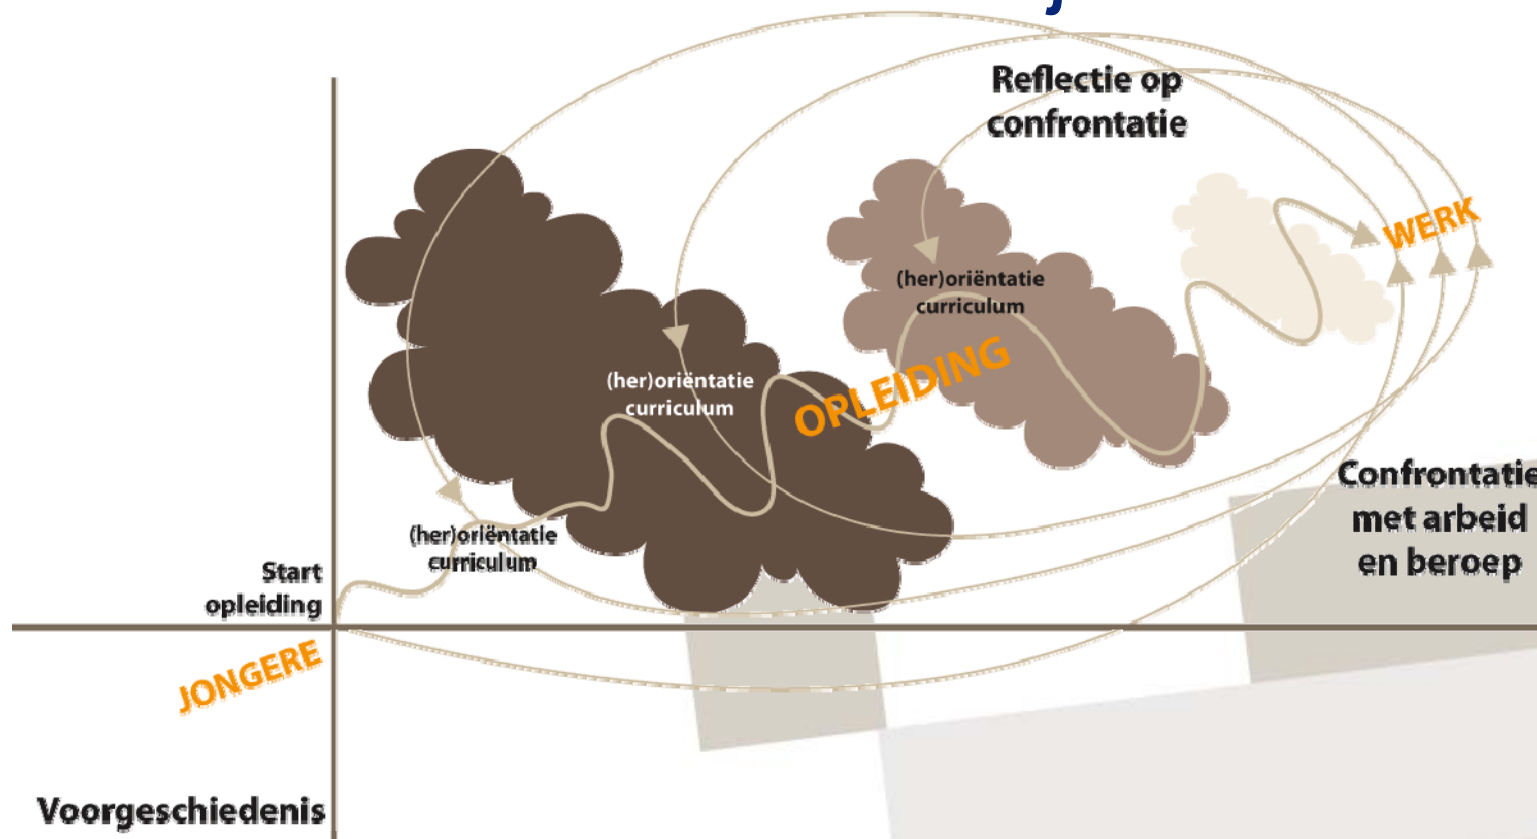 Reflectie op
confrontatie
WERK
(her)oriëntatie
curriculum
(her)oriëntatie
curriculum
OPLEIDING
Confrontatie
met arbeid
en beroep
(her)oriëntatie
curriculum
Start
opleiding
JONGERE
Voorgeschiedenis